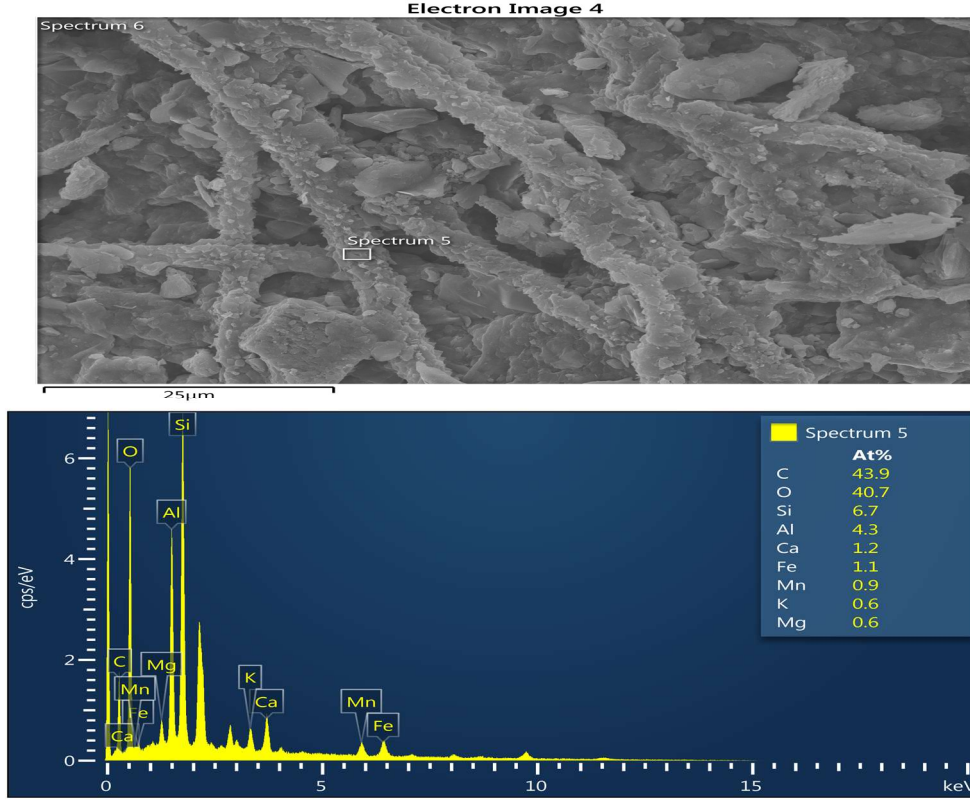 Electron Image 4
Spectrum 6
Spectrum 5
25μm
Si
O
Al
C
Mg
Mn
Fe
Ca
K
Ca
Mn
Fe
6
4
2
0
cps/eV
0
5
10
15
keV
Spectrum 5
At%
C 43.9
O 40.7
Si 6.7
Al 4.3
Ca 1.2
Fe 1.1
Mn 0.9
K 0.6
Mg 0.6